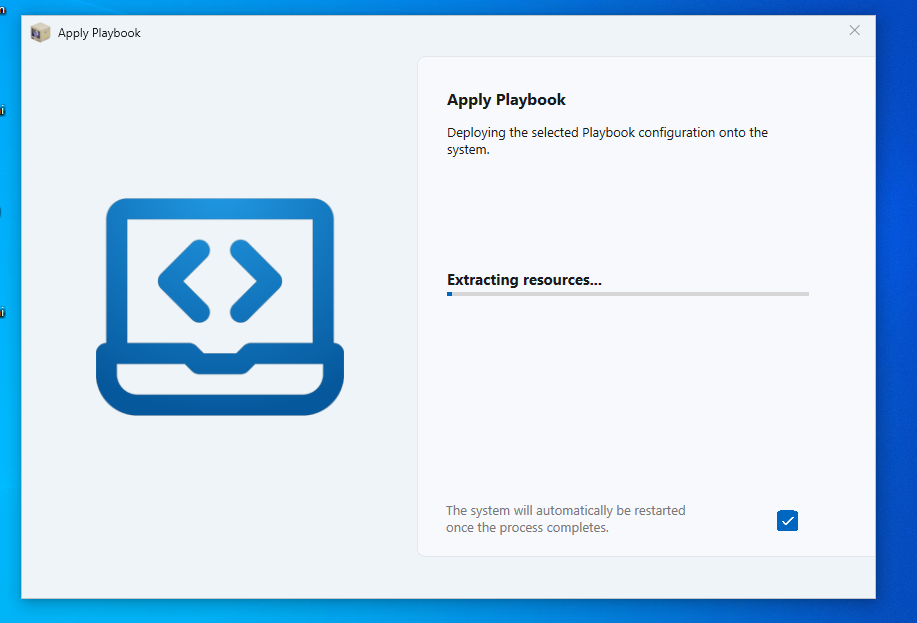 Apply Playbook
Apply Playbook
Deploying the selected Playbook configuration onto the
system.
Extracting resources...
The system will automatically be restarted
once the process completes.